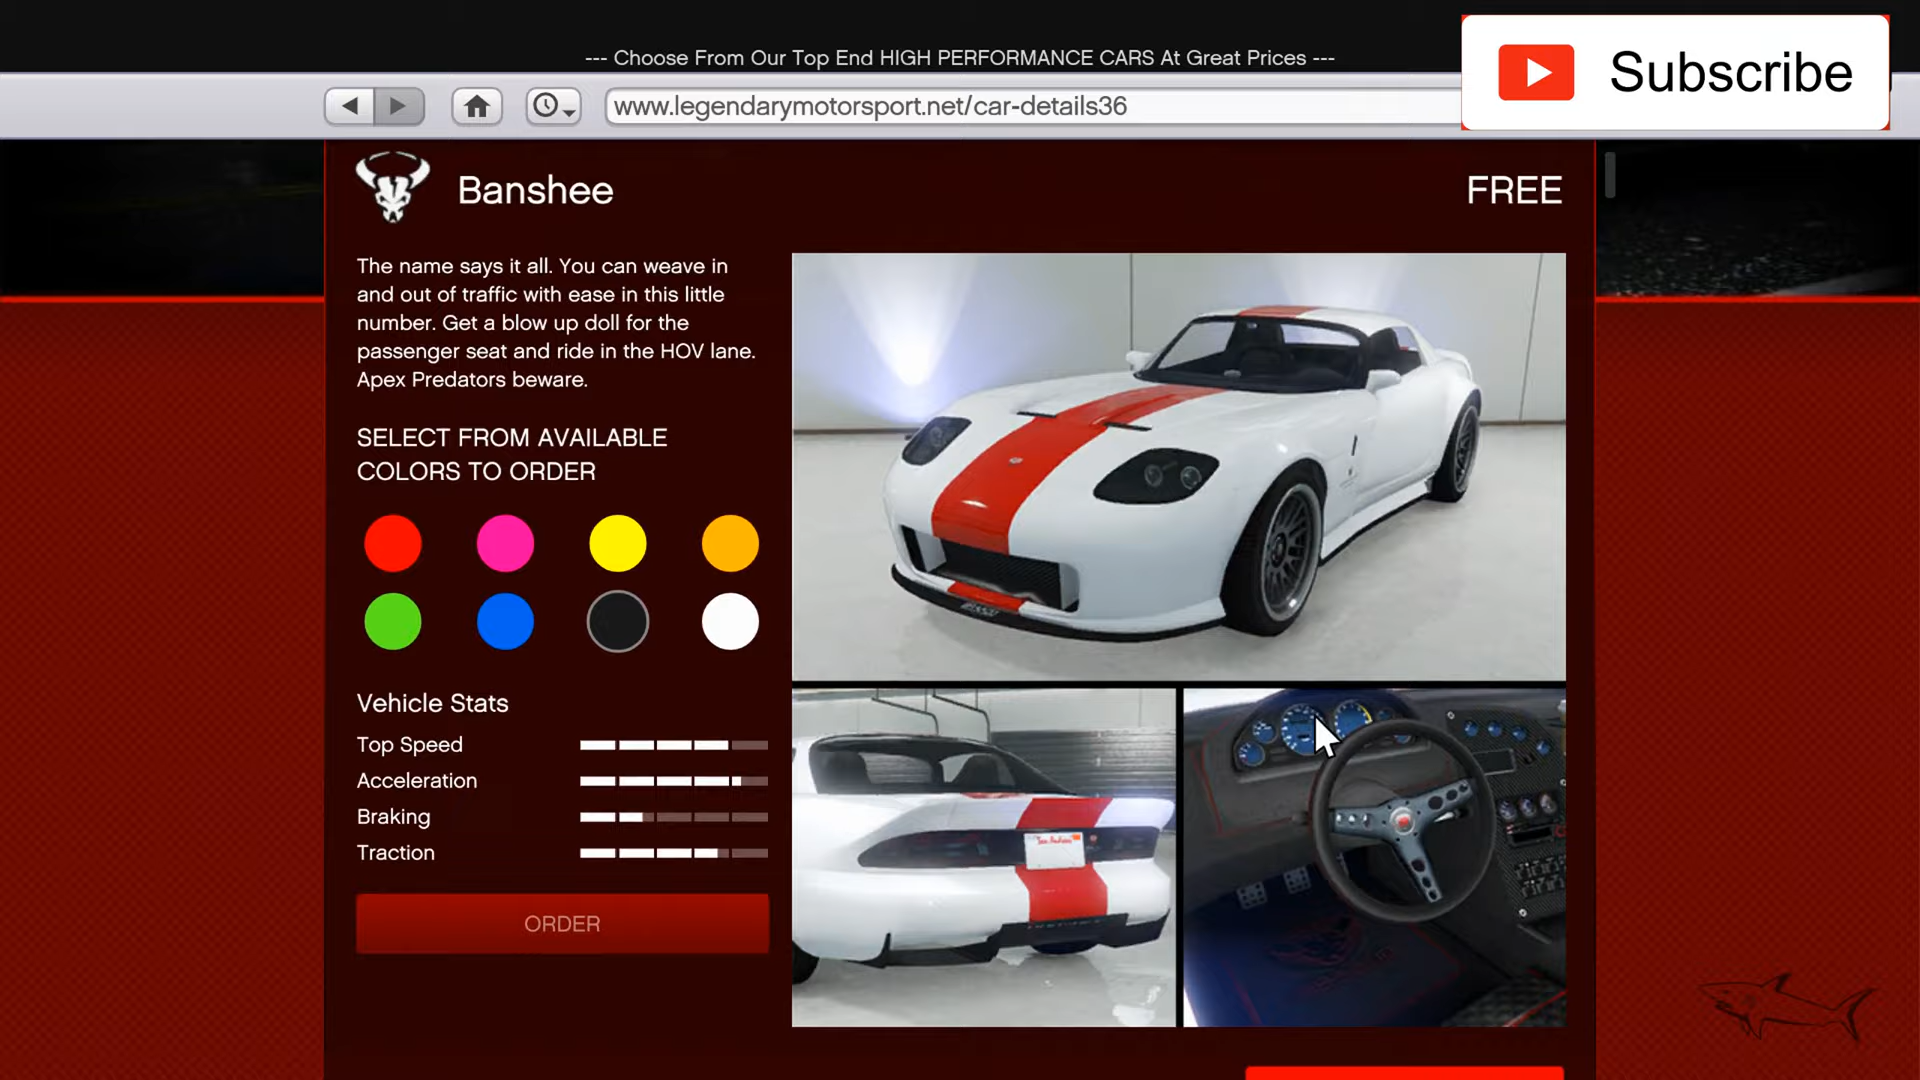 --- Choose From Our Top End HIGH PERFORMANCE CARS At Great Prices ---
Subscribe
www.legendarymotorsport.net/car-details36
Banshee
FREE
The name says it all. You can weave in
and out of traffic with ease in this little
number. Get a blow up doll for the
passenger seat and ride in the HOV lane.
Apex Predators beware.
SELECT FROM AVAILABLE
COLORS TO ORDER
Vehicle Stats
Top Speed
Acceleration
Braking
Traction
ORDER